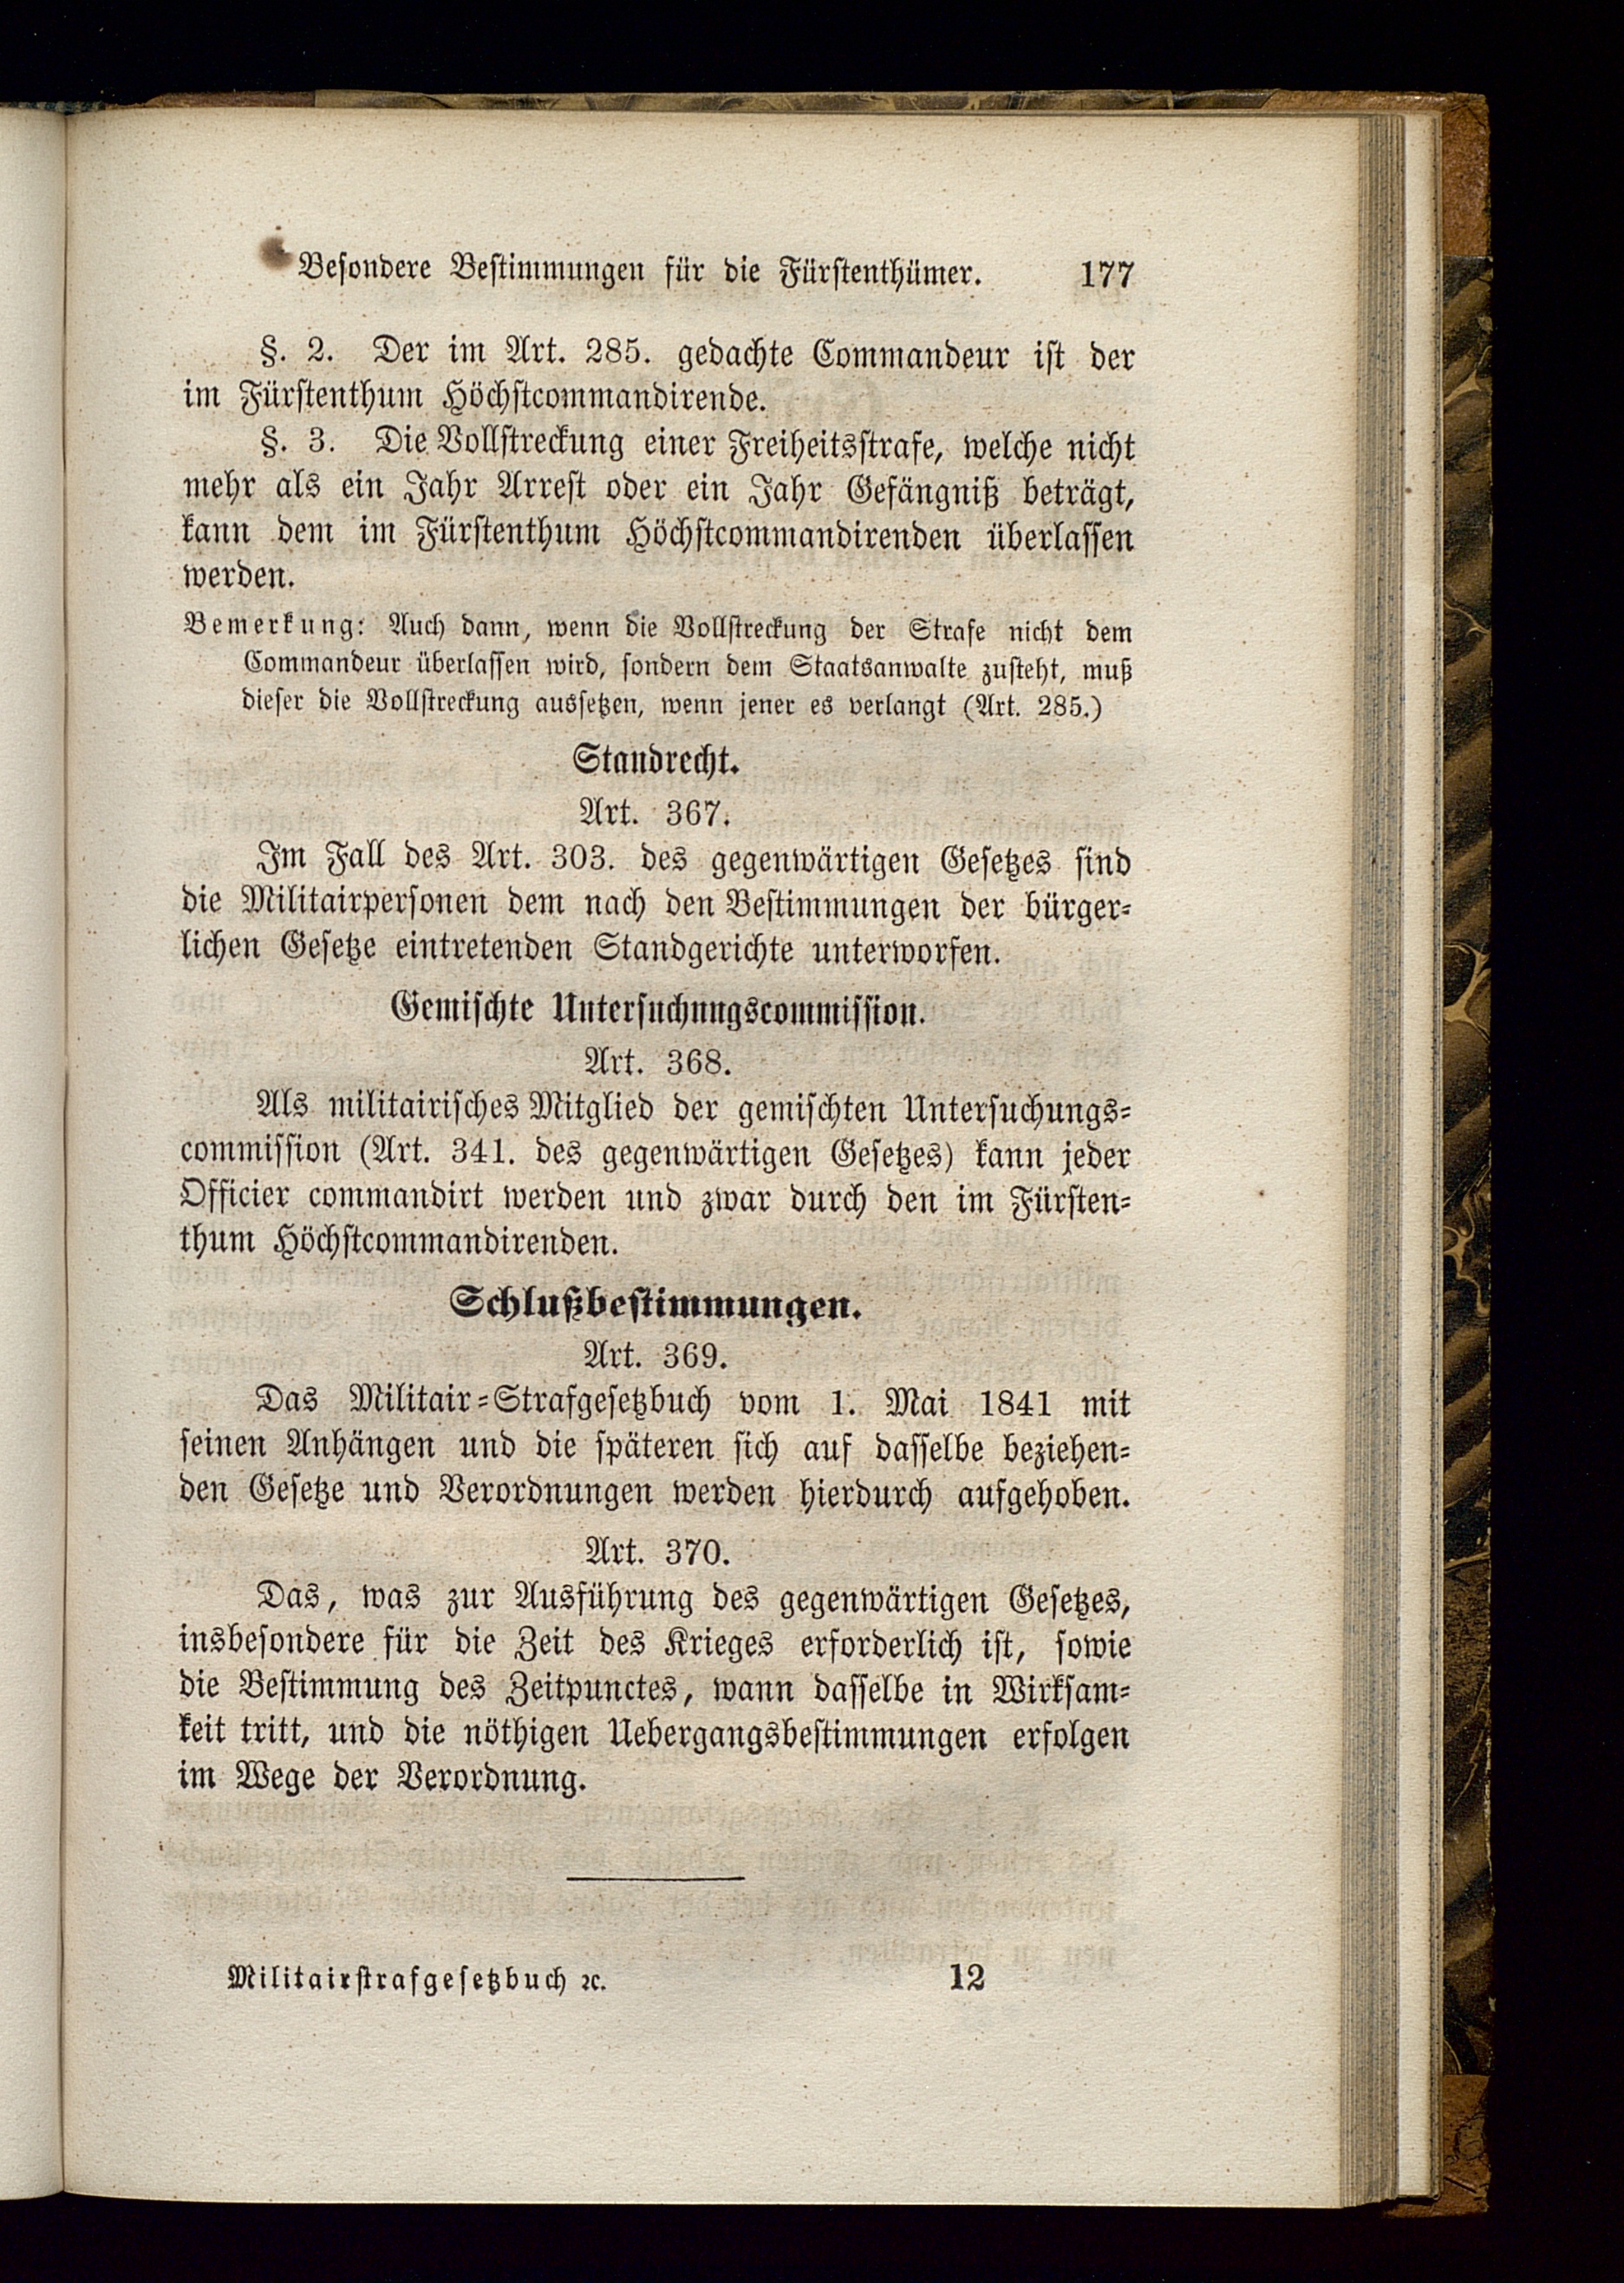 Besondere Bestimmungen für die Fürstenthümer. 177
§. 2. Der im Art. 285. gedachte Commandeur ist der
im Fürstenthum Höchstcommandirende.
§. 3. Die Vollstreckung einer Freiheitsstrafe, welche nicht
mehr als ein Jahr Arrest oder ein Jahr Gefängniß beträgt,
kann dem im Fürstenthum Höchstcommandirenden überlassen
werden.
Bemerkung: Auch dann, wenn die Vollstreckung der Strafe nicht dem
Commandeur überlassen wird, sondern dem Staatsanwalte zusteht, muß
dieser die Vollstreckung aussetzen, wenn jener es verlangt (Art. 285.)
Standrecht.
Art. 367.
Im Fall des Art. 303. des gegenwärtigen Gesetzes sind
die Militairpersonen dem nach den Bestimmungen der bürger-
lichen Gesetze eintretenden Standgerichte unterworfen.
Gemischte Untersuchungscommission.
Art. 368.
Als militairisches Mitglied der gemischten Untersuchungs-
commission (Art. 341. des gegenwärtigen Gesetzes) kann jeder
Officier commandirt werden und zwar durch den im Fürsten-
thum Höchstcommandirenden.
Schlußbestimmungen.
Art. 369.
Das Militair-Strafgesetzbuch vom 1. Mai 1841 mit
seinen Anhängen und die späteren sich auf dasselbe beziehen-
den Gesetze und Verordnungen werden hierdurch aufgehoben.
Art. 370.
Das, was zur Ausführung des gegenwärtigen Gesetzes,
insbesondere für die Zeit des Krieges erforderlich ist, sowie
die Bestimmung des Zeitpunctes, wann dasselbe in Wirksam-
keit tritt, und die nöthigen Uebergangsbestimmungen erfolgen
im Wege der Verordnung.
Militairstrafgesetzbuch ꝛc. 12